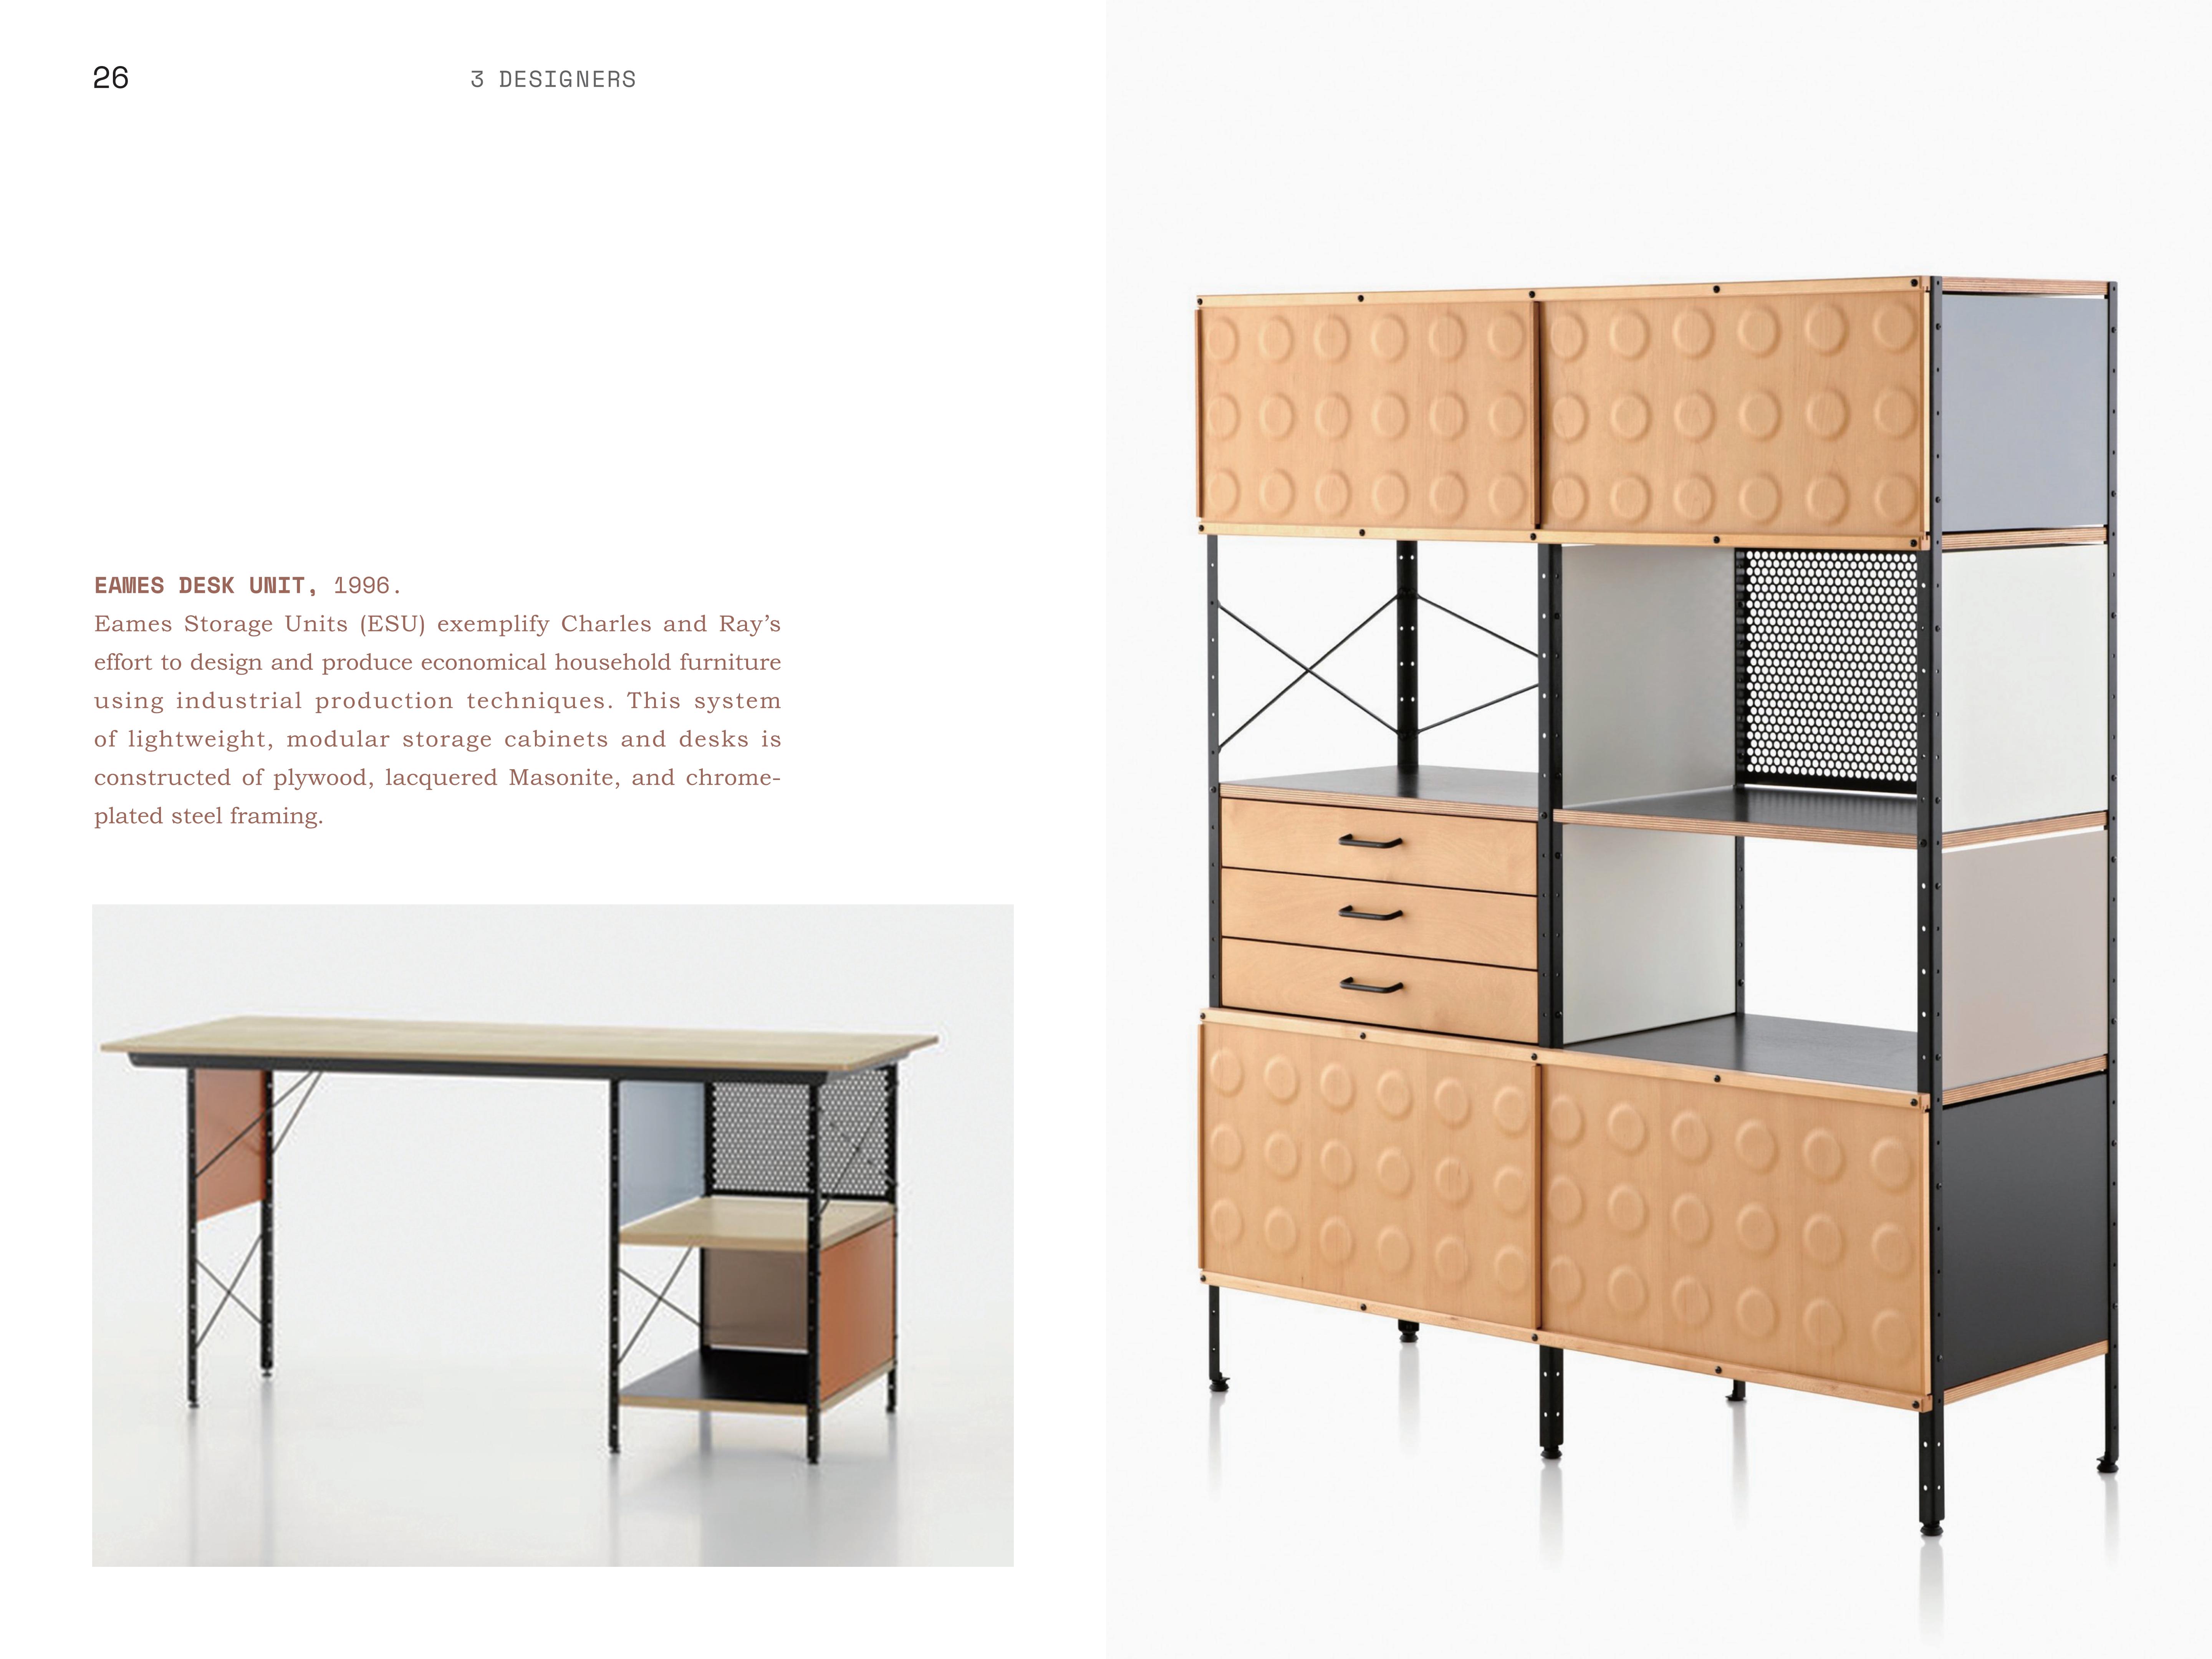 26
3 DESIGNERS
EAMES DESK UNIT, 1996.
Eames Storage Units (ESU) exemplify Charles and Ray’s
effort to design and produce economical household furniture
using industrial production techniques. This system
of lightweight, modular storage cabinets and desks is
constructed of plywood, lacquered Masonite, and chrome-
plated steel framing.